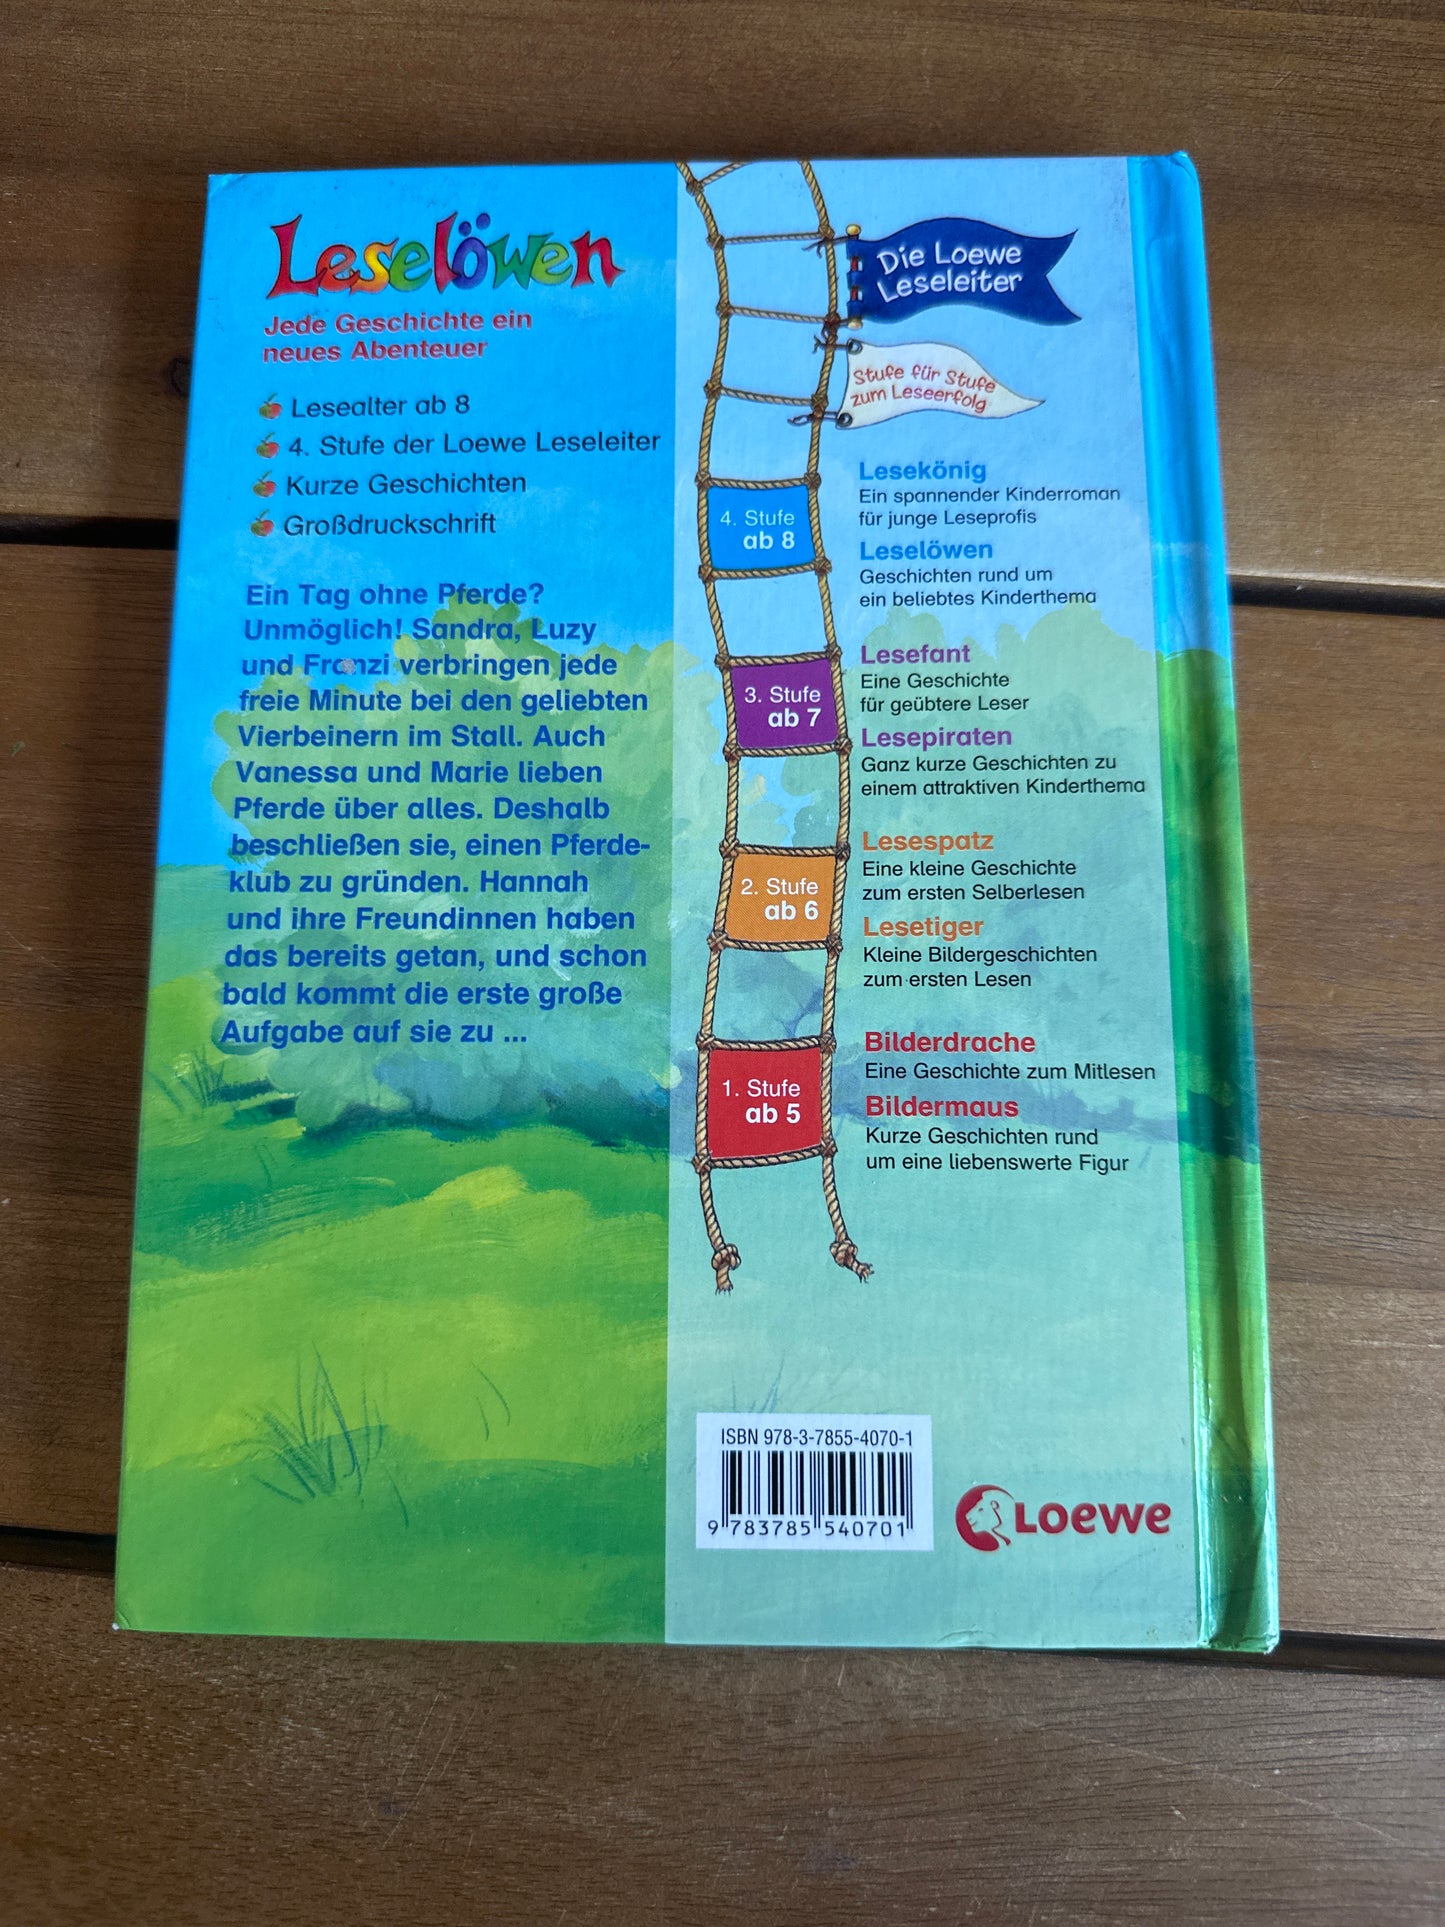 Leselöwen
Jede Geschichte ein
neues Abenteuer
Lesealter ab 8
4. Stufe der Loewe Leseleiter
Kurze Geschichten
Großdruckschrift
Ein Tag ohne Pferde?
Unmöglich! Sandra, Luzy
und Franzi verbringen jede
freie Minute bei den geliebten
Vierbeinern im Stall. Auch
Vanessa und Marie lieben
Pferde über alles. Deshalb
beschließen sie, einen Pferde-
klub zu gründen. Hannah
und ihre Freundinnen haben
das bereits getan, und schon
bald kommt die erste große
Aufgabe auf sie zu ...
Die Loewe
Leseleiter
Stufe für Stufe
zum Leseerfolg
4. Stufe
ab 8
Lesekönig
Ein spannender Kinderroman
für junge Leseprofis
Leselöwen
Geschichten rund um
ein beliebtes Kinderthema
3. Stufe
ab 7
Lesefant
Eine Geschichte
für geübtere Leser
Lesepiraten
Ganz kurze Geschichten zu
einem attraktiven Kinderthema
2. Stufe
ab 6
Lesespatz
Eine kleine Geschichte
zum ersten Selberlesen
Lesetiger
Kleine Bildergeschichten
zum ersten Lesen
1. Stufe
ab 5
Bilderdrache
Eine Geschichte zum Mitlesen
Bildermaus
Kurze Geschichten rund
um eine liebenswerte Figur
ISBN 978-3-7855-4070-1
9 783785 540701
Loewe